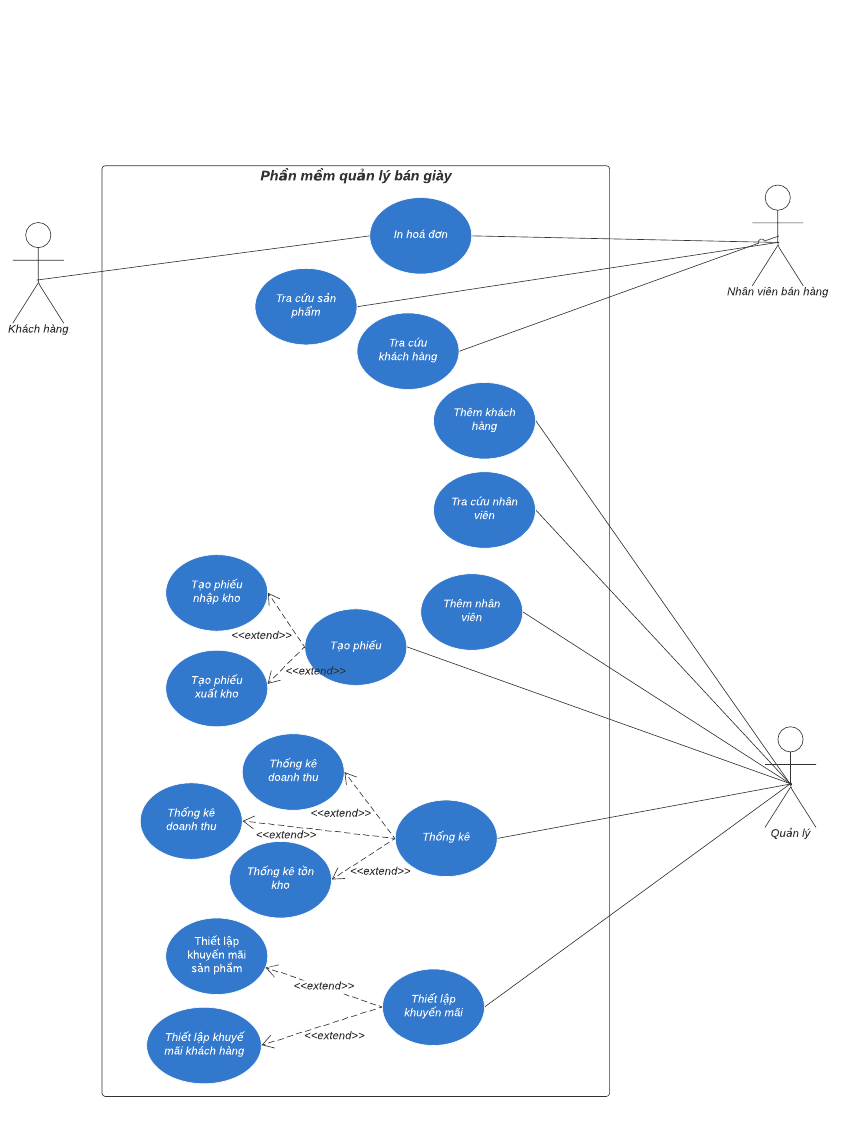 Phần mềm quản lý bán giày
In hoá đơn
Khách hàng
Nhân viên bán hàng
Tra cứu sản
phẩm
Tra cứu
khách hàng
Thêm khách
hàng
Tra cứu nhân
viên
Tạo phiếu
nhập kho
Thêm nhân
viên
<<extend>>
Tạo phiếu
<<extend>>
Tạo phiếu
xuất kho
Thống kê
doanh thu
Thống kê
doanh thu
<<extend>>
<<extend>>
Thống kê
Quản lý
Thống kê tồn
kho
<<extend>>
Thiết lập
khuyến mãi
sản phẩm
<<extend>>
Thiết lập
khuyến mãi
Thiết lập khuyế
mãi khách hàng
<<extend>>